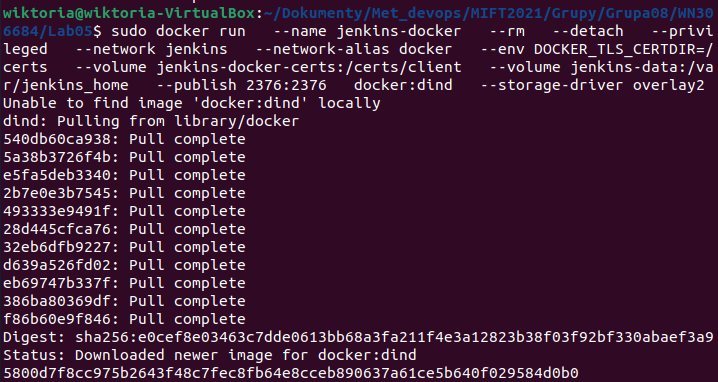 wiktoria@wiktoria-VirtualBox:~/Dokumenty/Met_devops/MIFT2021/Grupy/Grupa08/WN30
6684/Lab05$ sudo docker run   --name jenkins-docker   --rm   --detach   --privi
leged   --network jenkins   --network-alias docker   --env DOCKER_TLS_CERTDIR=/
certs   --volume jenkins-docker-certs:/certs/client   --volume jenkins-data:/va
r/jenkins_home   --publish 2376:2376   docker:dind   --storage-driver overlay2
Unable to find image 'docker:dind' locally
dind: Pulling from library/docker
540db60ca938: Pull complete
5a38b3726f4b: Pull complete
e5fa5deb3340: Pull complete
2b7e0e3b7545: Pull complete
493333e9491f: Pull complete
28d445cfca76: Pull complete
32eb6dfb9227: Pull complete
d639a526fd02: Pull complete
eb69747b337f: Pull complete
386ba80369df: Pull complete
f86b60e9f846: Pull complete
Digest: sha256:e0cef8e03463c7dde0613bb68a3fa211f4e3a12823b38f03f92bf330abaef3a9
Status: Downloaded newer image for docker:dind
5800d7f8cc975b2643f48c7fec8fb64e8cceb890637a61ce5b640f029584d0b0